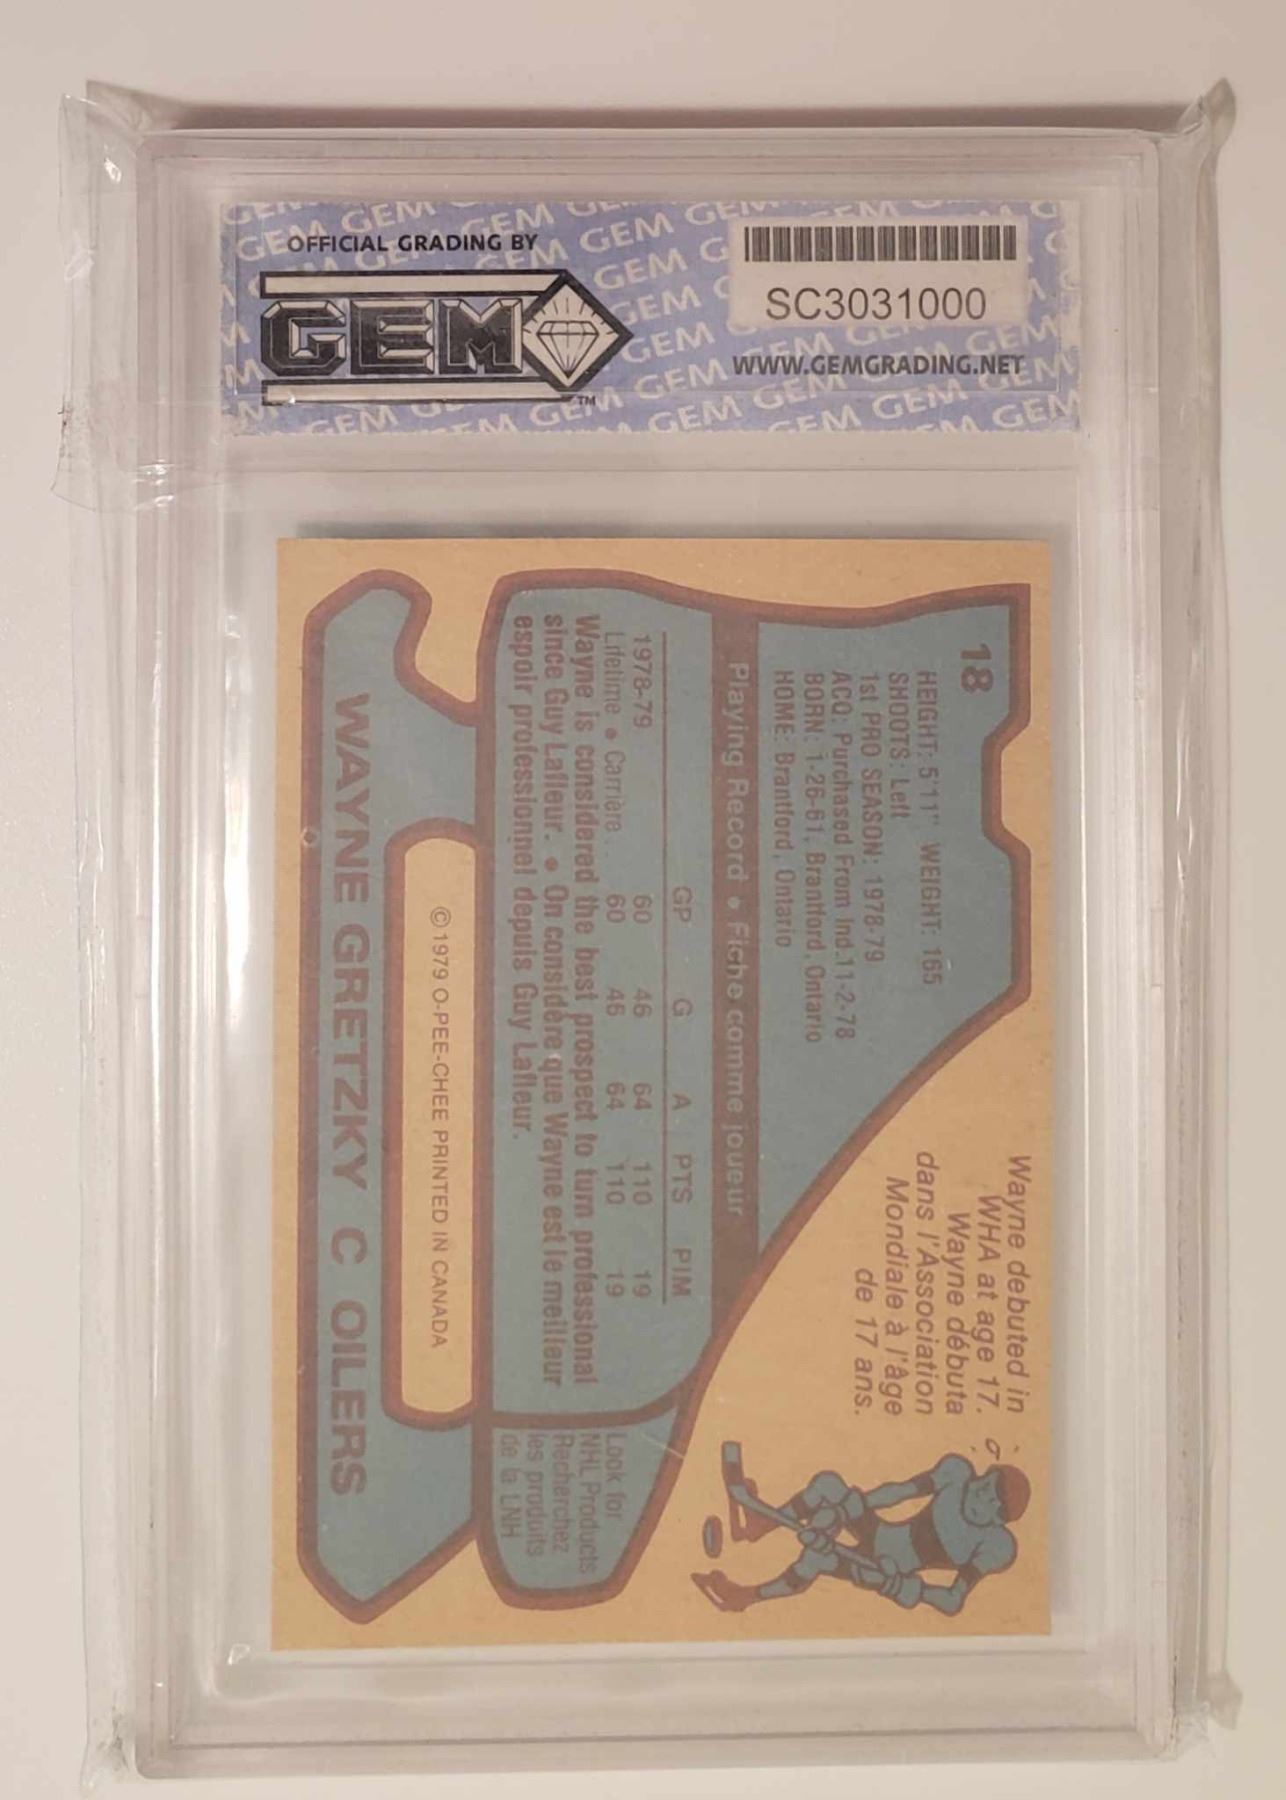 OFFICIAL GRADING BY
GEM
TM
SC3031000
WWW.GEMGRADING.NET
18
HEIGHT: 5'11" WEIGHT: 165
SHOOTS: Left
1st PRO SEASON: 1978-79
ACQ: Purchased From Ind.11-2-78
BORN: 1-26-61, Brantford, Ontario
HOME: Brantford, Ontario
Wayne debuted in
WHA at age 17.
Wayne débuta
dans l'Association
Mondiale à l'âge
de 17 ans.
Playing Record • Fiche comme joueur
GP G A PTS PIM
1978-79 60 46 64 110 19
Lifetime • Carrière.. 60 46 64 110 19
Wayne is considered the best prospect to turn professional
since Guy Lafleur. • On considère que Wayne est le meilleur
espoir professionnel depuis Guy Lafleur.
Look for
NHL Products
Recherchez
les produits
de la LNH
© 1979 O-PEE-CHEE PRINTED IN CANADA
WAYNE GRETZKY C OILERS